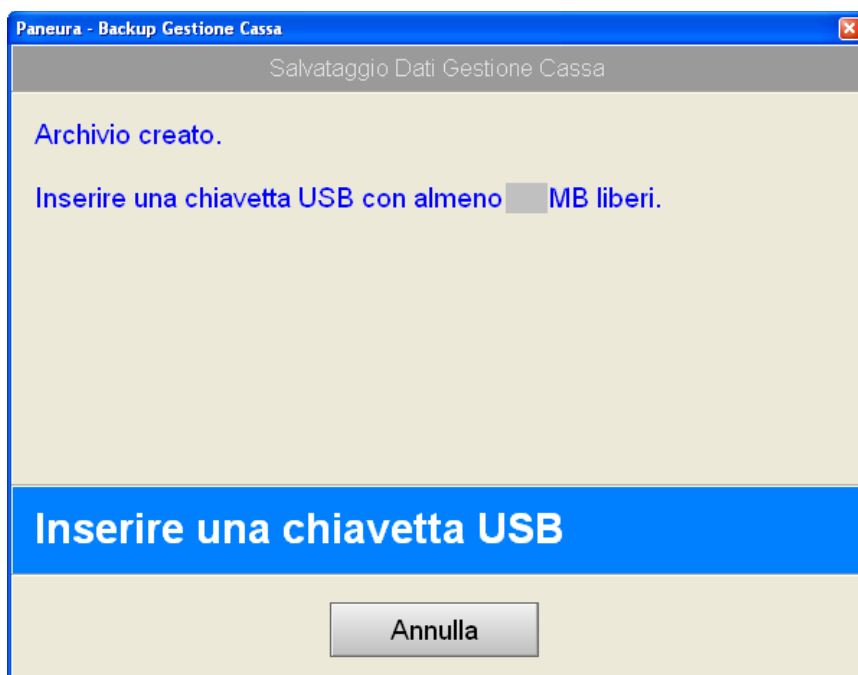 Paneura - Backup Gestione Cassa
Salvataggio Dati Gestione Cassa
Archivio creato.
Inserire una chiavetta USB con almeno MB liberi.
Inserire una chiavetta USB
Annulla